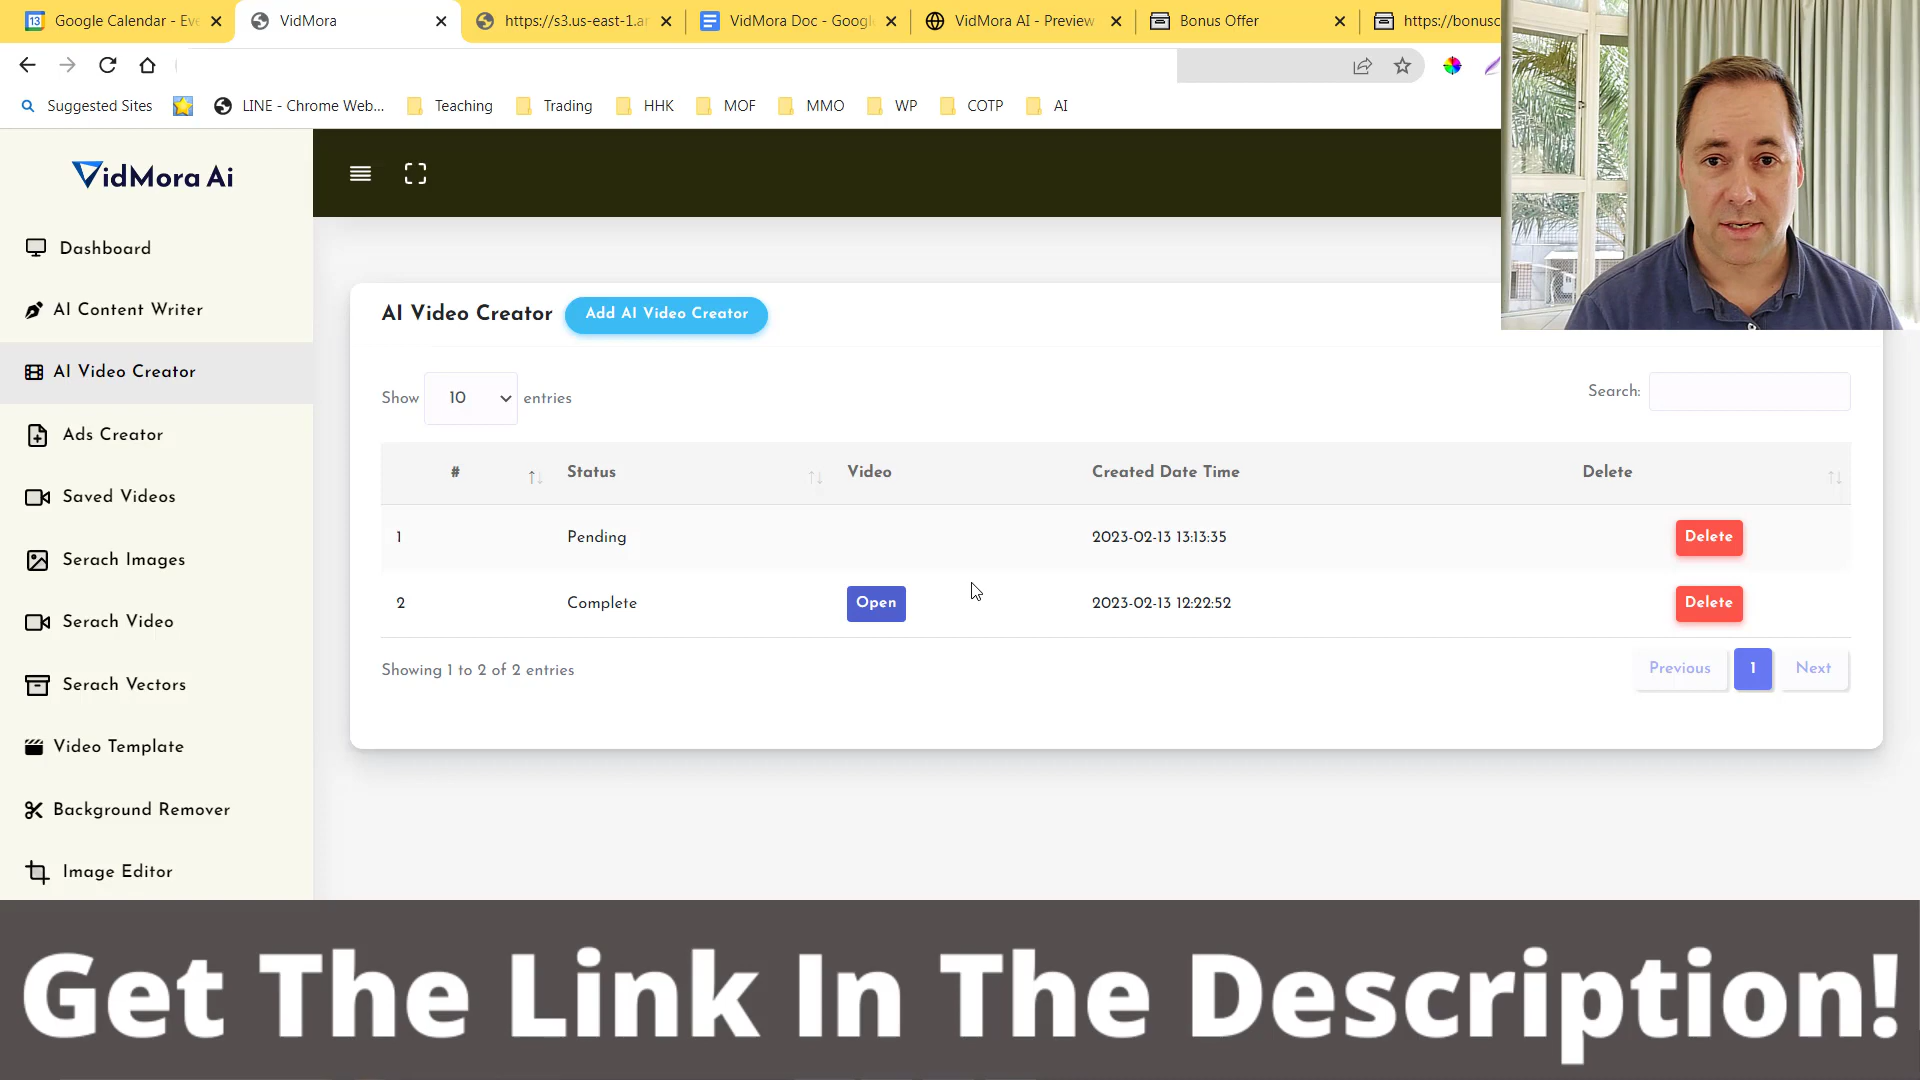 13 Google Calendar - Eve
VidMora
https://s3.us-east-1.ar
VidMora Doc - Google
VidMora AI - Preview
Bonus Offer
https://bonusc
Suggested Sites
LINE - Chrome Web...
Teaching
Trading
HHK
MOF
MMO
WP
COTP
AI
VidMora Ai
Dashboard
AI Content Writer
AI Video Creator
Ads Creator
Saved Videos
Serach Images
Serach Video
Serach Vectors
Video Template
Background Remover
Image Editor
AI Video Creator Add AI Video Creator
Show 10 entries
Search:
# Status Video Created Date Time Delete
1 Pending 2023-02-13 13:13:35 Delete
2 Complete Open 2023-02-13 12:22:52 Delete
Showing 1 to 2 of 2 entries
Previous 1 Next
Get The Link In The Description!